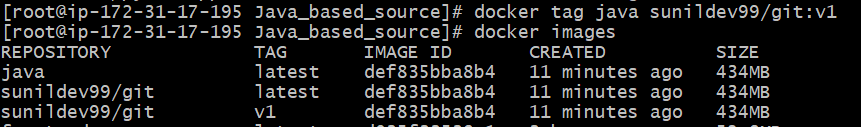 [root@ip-172-31-17-195 Java_based_source]# docker tag java sunildev99/git:v1
[root@ip-172-31-17-195 Java_based_source]# docker images
REPOSITORY TAG IMAGE ID CREATED SIZE
java latest def835bba8b4 11 minutes ago 434MB
sunildev99/git latest def835bba8b4 11 minutes ago 434MB
sunildev99/git v1 def835bba8b4 11 minutes ago 434MB